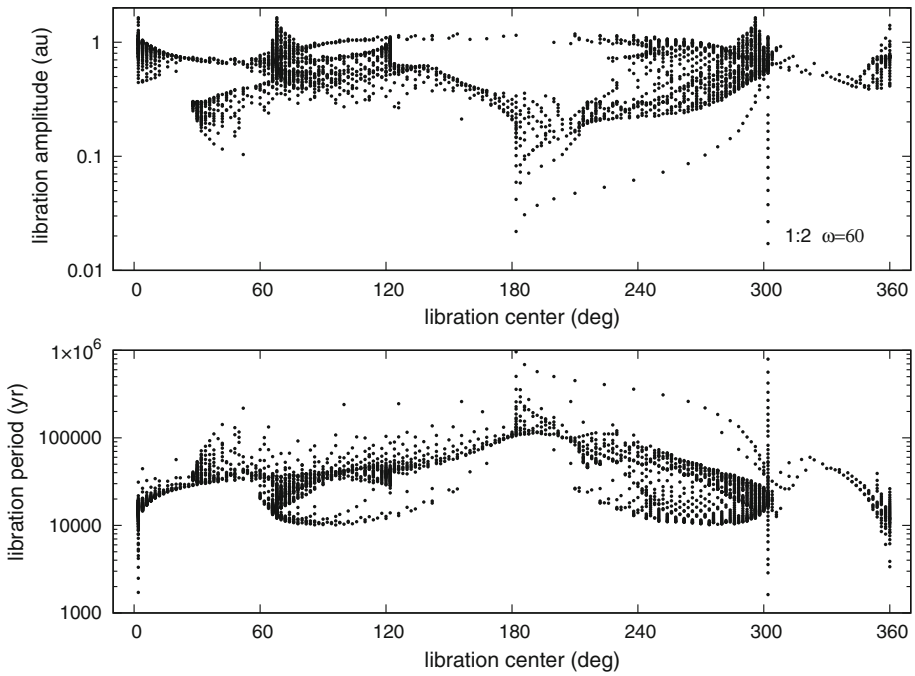 libration amplitude (au)
1
0.1
0.01
1:2 ω=60
0 60 120 180 240 300 360
libration center (deg)
libration period (yr)
1×10⁶
100000
10000
1000
0 60 120 180 240 300 360
libration center (deg)